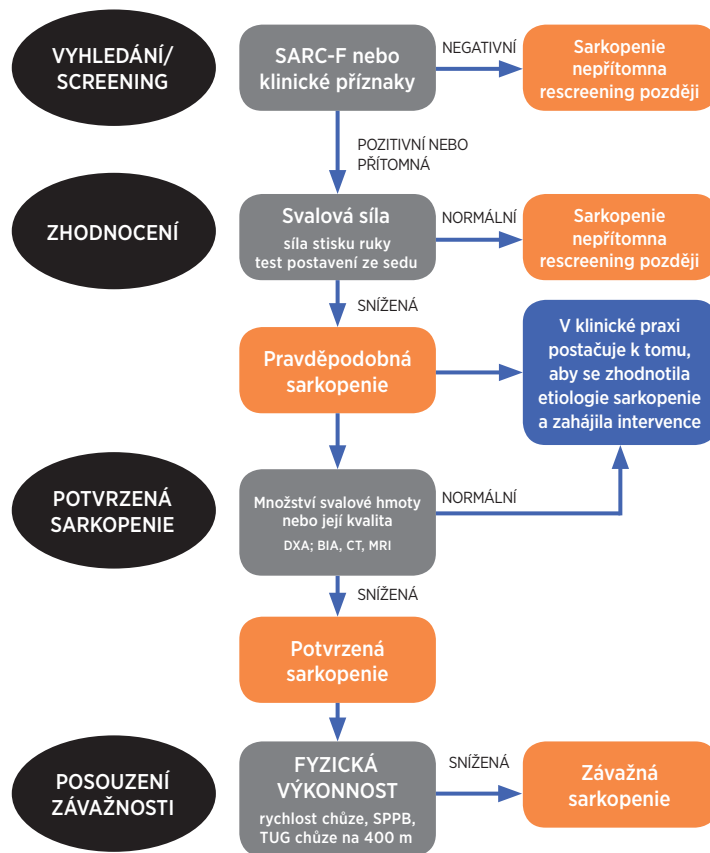 VYHLEDÁNÍ/
SCREENING
SARC-F nebo
klinické příznaky
NEGATIVNÍ
Sarkopenie
nepřítomna
rescreening později
POZITIVNÍ NEBO
PŘÍTOMNÁ
ZHODNOCENÍ
Svalová síla
síla stisku ruky
test postavení ze sedu
NORMÁLNÍ
Sarkopenie
nepřítomna
rescreening později
SNÍŽENÁ
Pravděpodobná
sarkopenie
V klinické praxi
postačuje k tomu,
aby se zhodnotila
etiologie sarkopenie
a zahájila intervence
POTVRZENÁ
SARKOPENIE
Množství svalové hmoty
nebo její kvalita
DXA; BIA, CT, MRI
NORMÁLNÍ
SNÍŽENÁ
Potvrzená
sarkopenie
POSOUZENÍ
ZÁVAŽNOSTI
FYZICKÁ
VÝKONNOST
rychlost chůze, SPPB,
TUG chůze na 400 m
SNÍŽENÁ
Závažná
sarkopenie